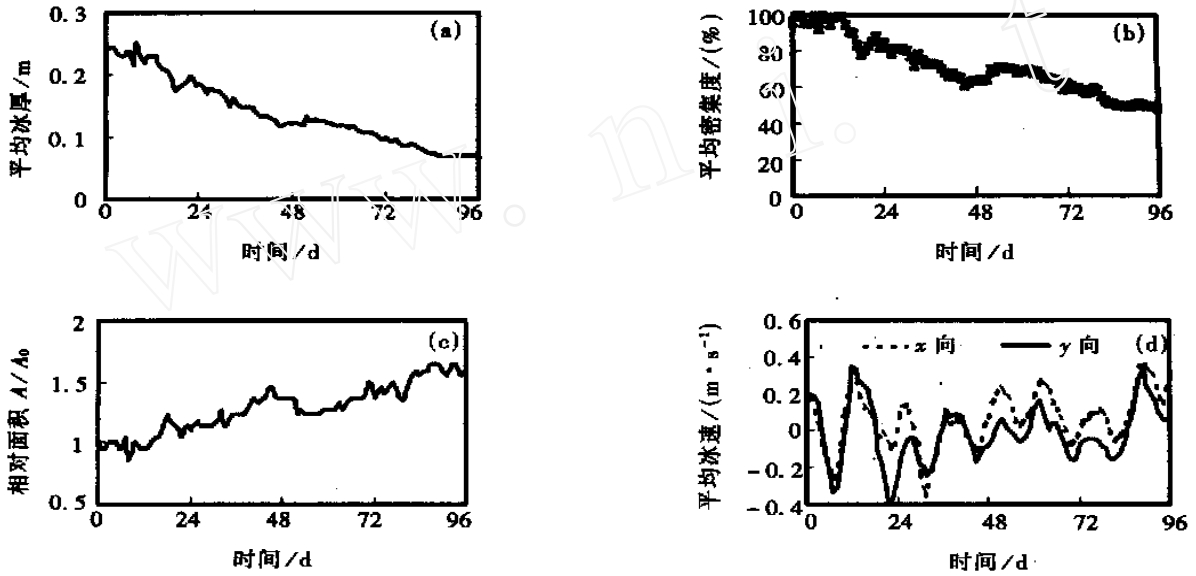 (a)
平均冰厚/m
0.3
0.2
0.1
0
0 24 48 72 96
时间/d
(b)
平均密集度/(%)
100
80
60
40
20
0
0 24 48 72 96
时间/d
(c)
相对面积 A/A₀
2
1.5
1
0.5
0 24 48 72 96
时间/d
(d)
x 向 y 向
平均冰速/(m·s⁻¹)
0.6
0.4
0.2
0
-0.2
-0.4
0 24 48 72 96
时间/d